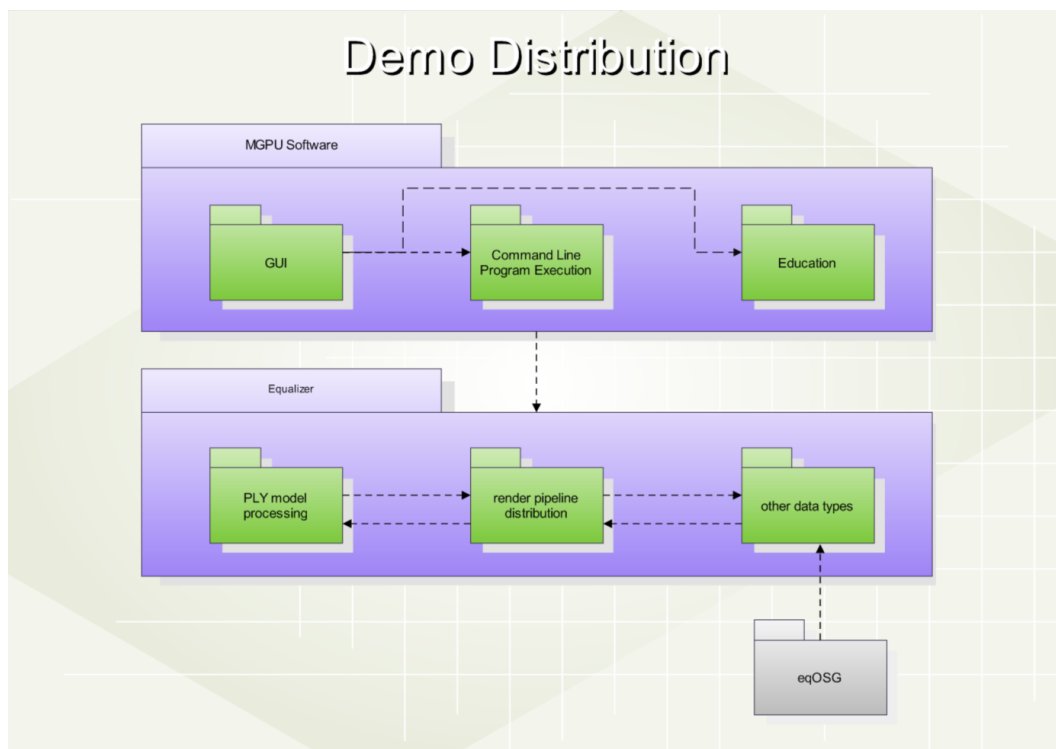 Demo Distribution
MGPU Software
GUI
Command Line
Program Execution
Education
Equalizer
PLY model
processing
render pipeline
distribution
other data types
eqOSG